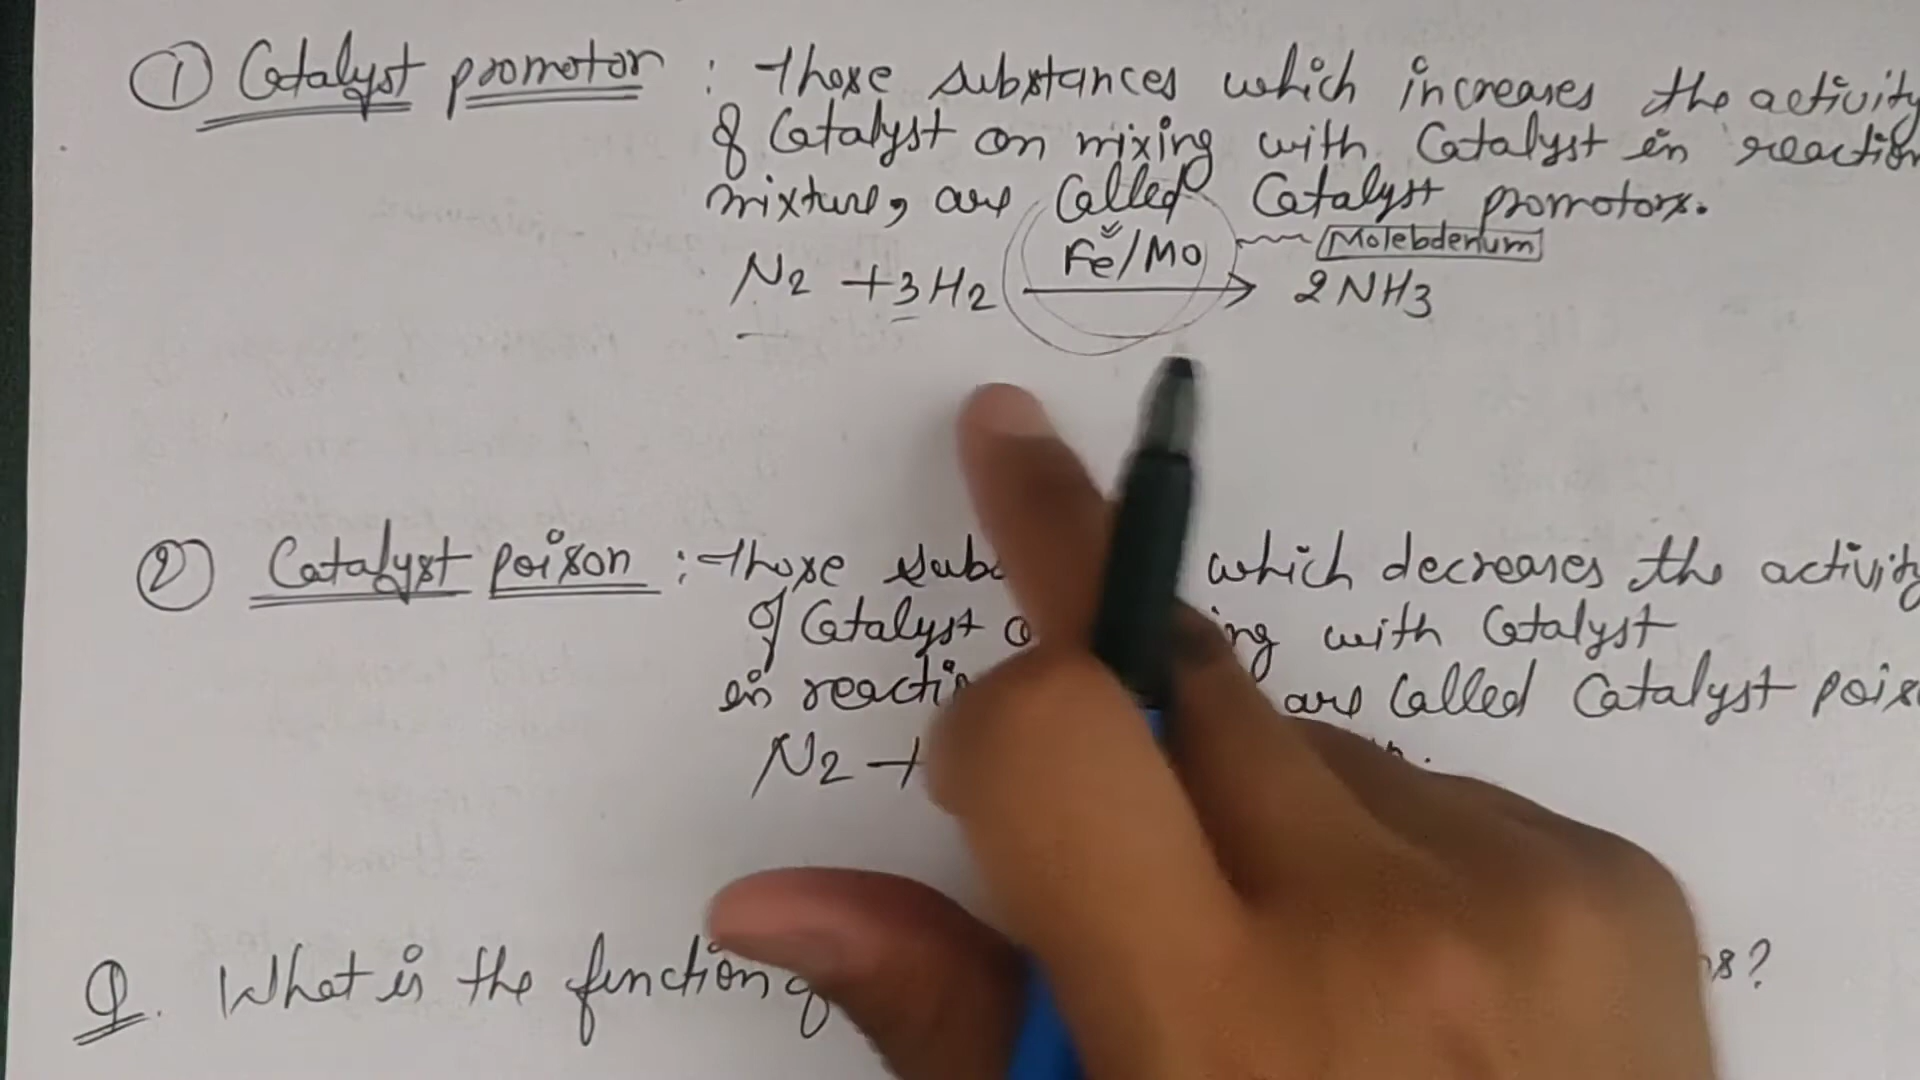 ① Catalyst promotor : those substances which increases the activity
of Catalyst on mixing with Catalyst in reaction
mixture, are Called Catalyst promotors.
Fe/Mo Molebdenum
N2 + 3H2 → 2NH3
② Catalyst poison : those which decreases the activity
of Catalyst with Catalyst
in are Called Catalyst
N2 +
Q. What is the function of